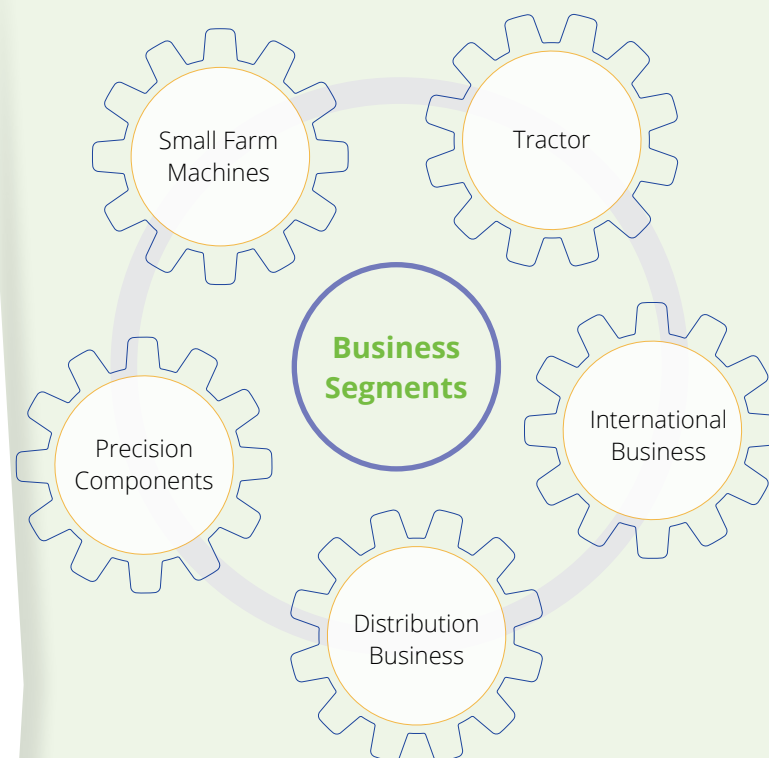 Small Farm
Machines
Tractor
Business
Segments
International
Business
Precision
Components
Distribution
Business